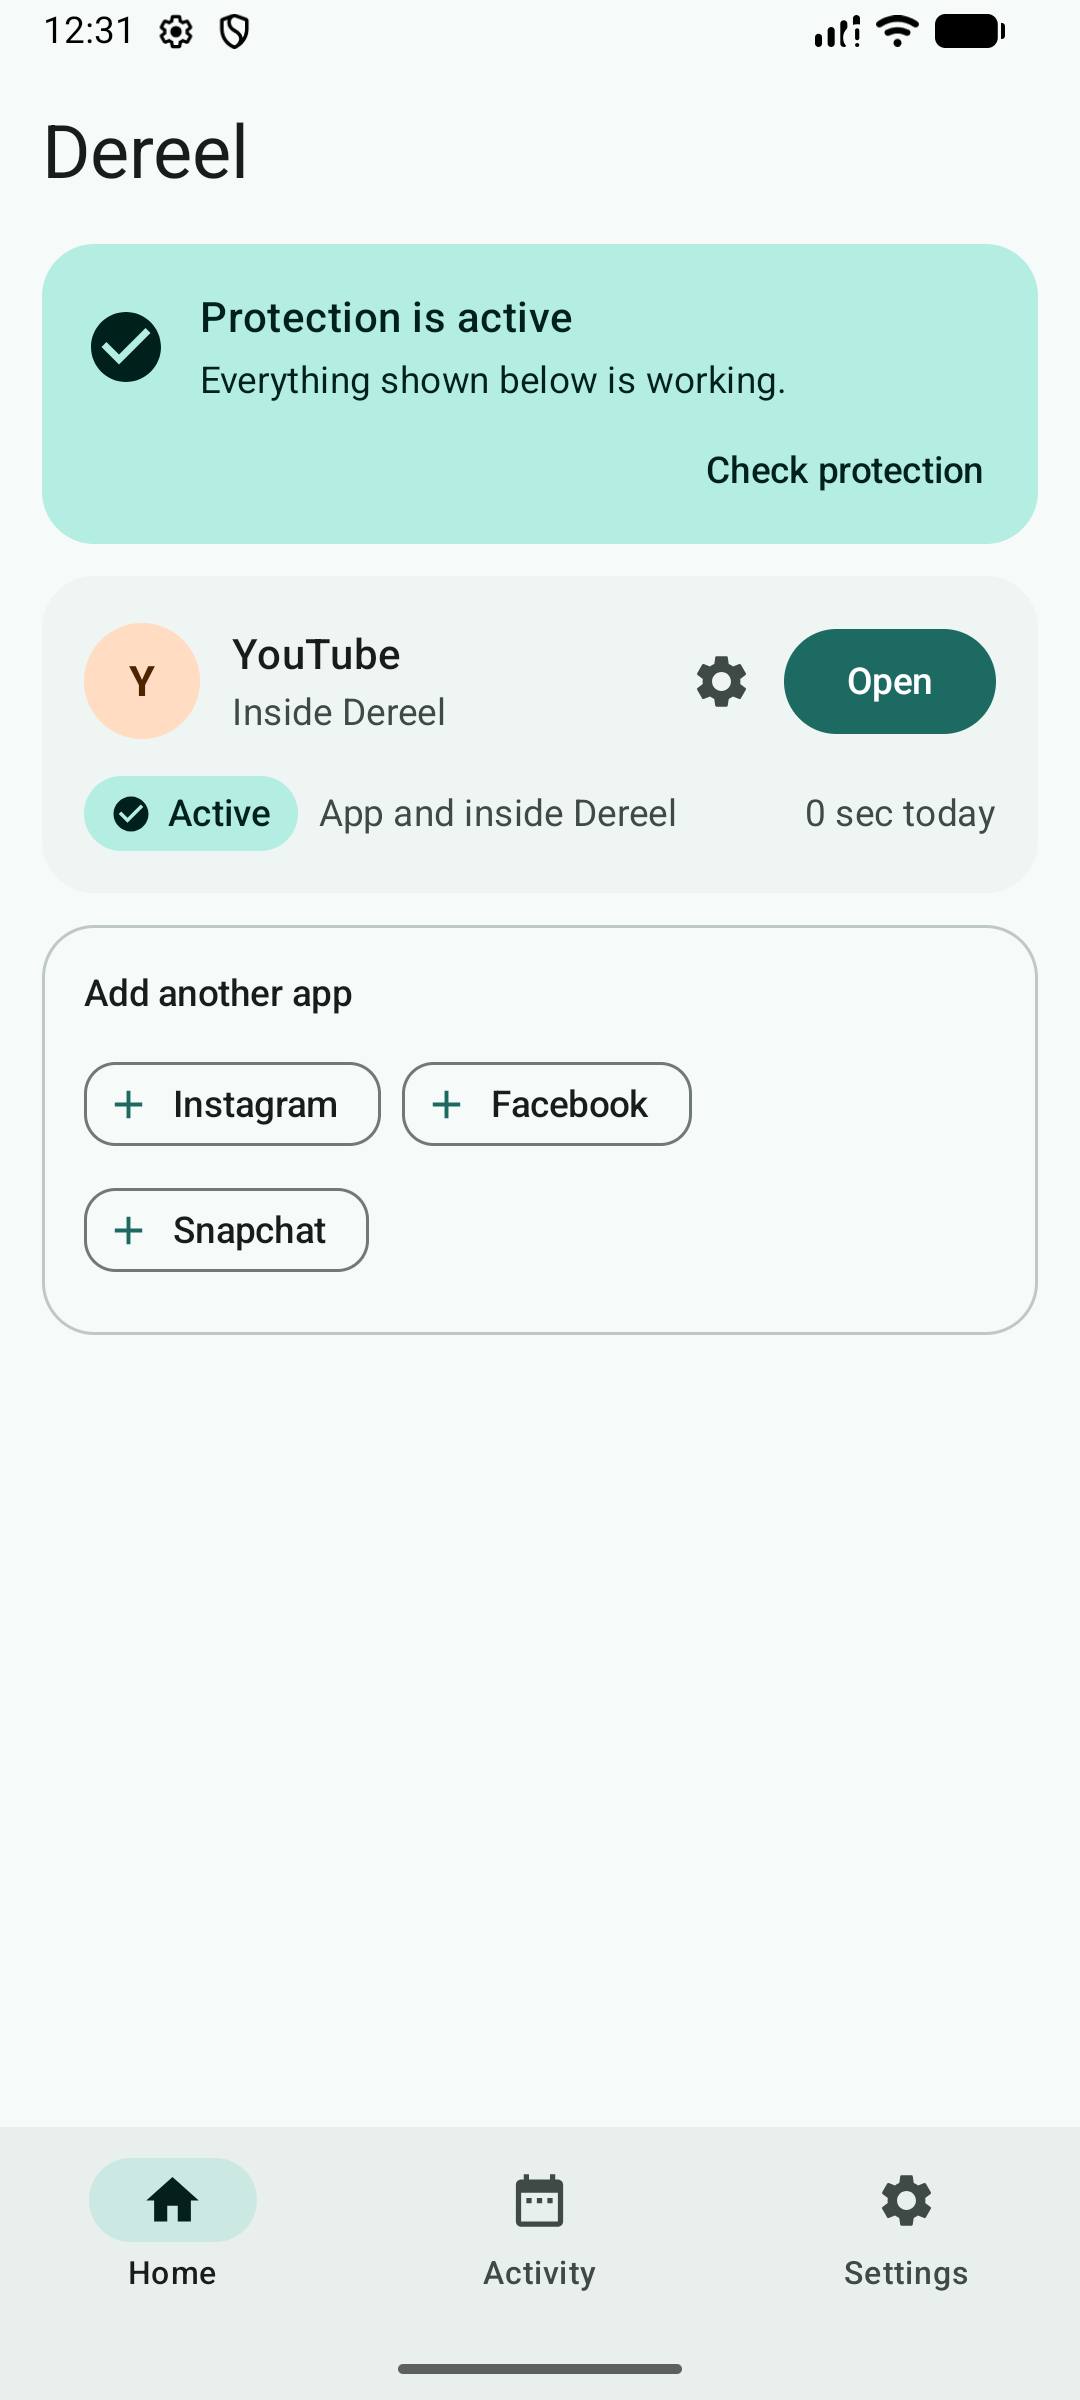 12:31
Dereel
Protection is active
Everything shown below is working.
Check protection
Y
YouTube
Inside Dereel
Open
Active
App and inside Dereel
0 sec today
Add another app
Instagram
Facebook
Snapchat
Home
Activity
Settings